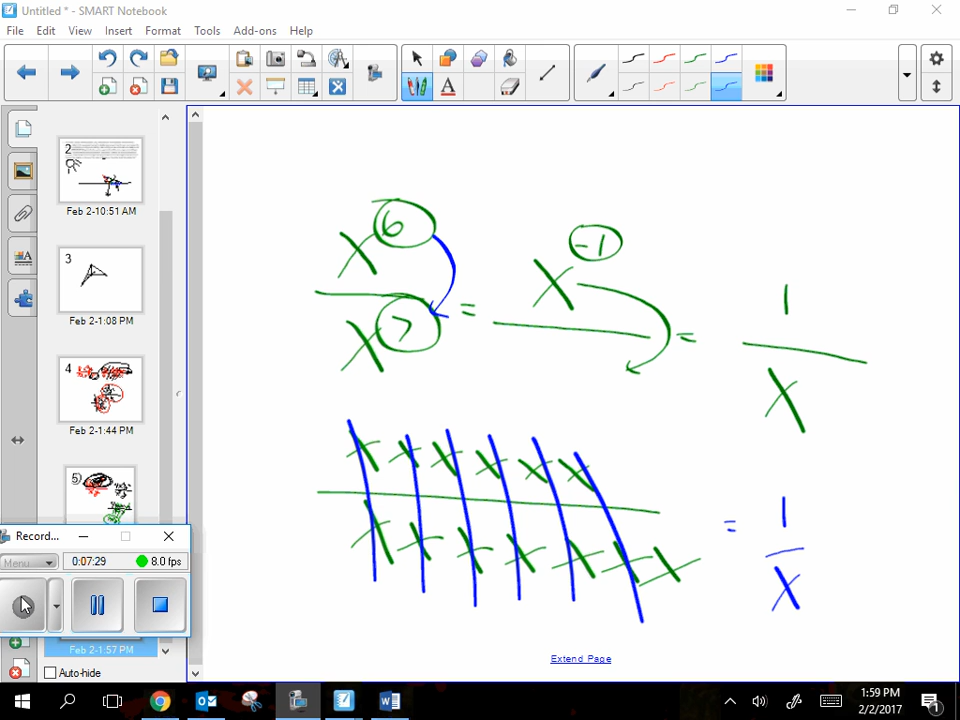 Untitled * - SMART Notebook
File Edit View Insert Format Tools Add-ons Help
2
Feb 2-10:51 AM
3
Feb 2-1:08 PM
4
Feb 2-1:44 PM
5)
Feb 2-1:57 PM
Auto-hide
Recor...
Menu
0:07:29
8.0 fps
x^6
x^7
=
x^-1
=
1
x
x x x x x x
x x x x x x x
=
1
x
Extend Page
1:59 PM
2/2/2017
1